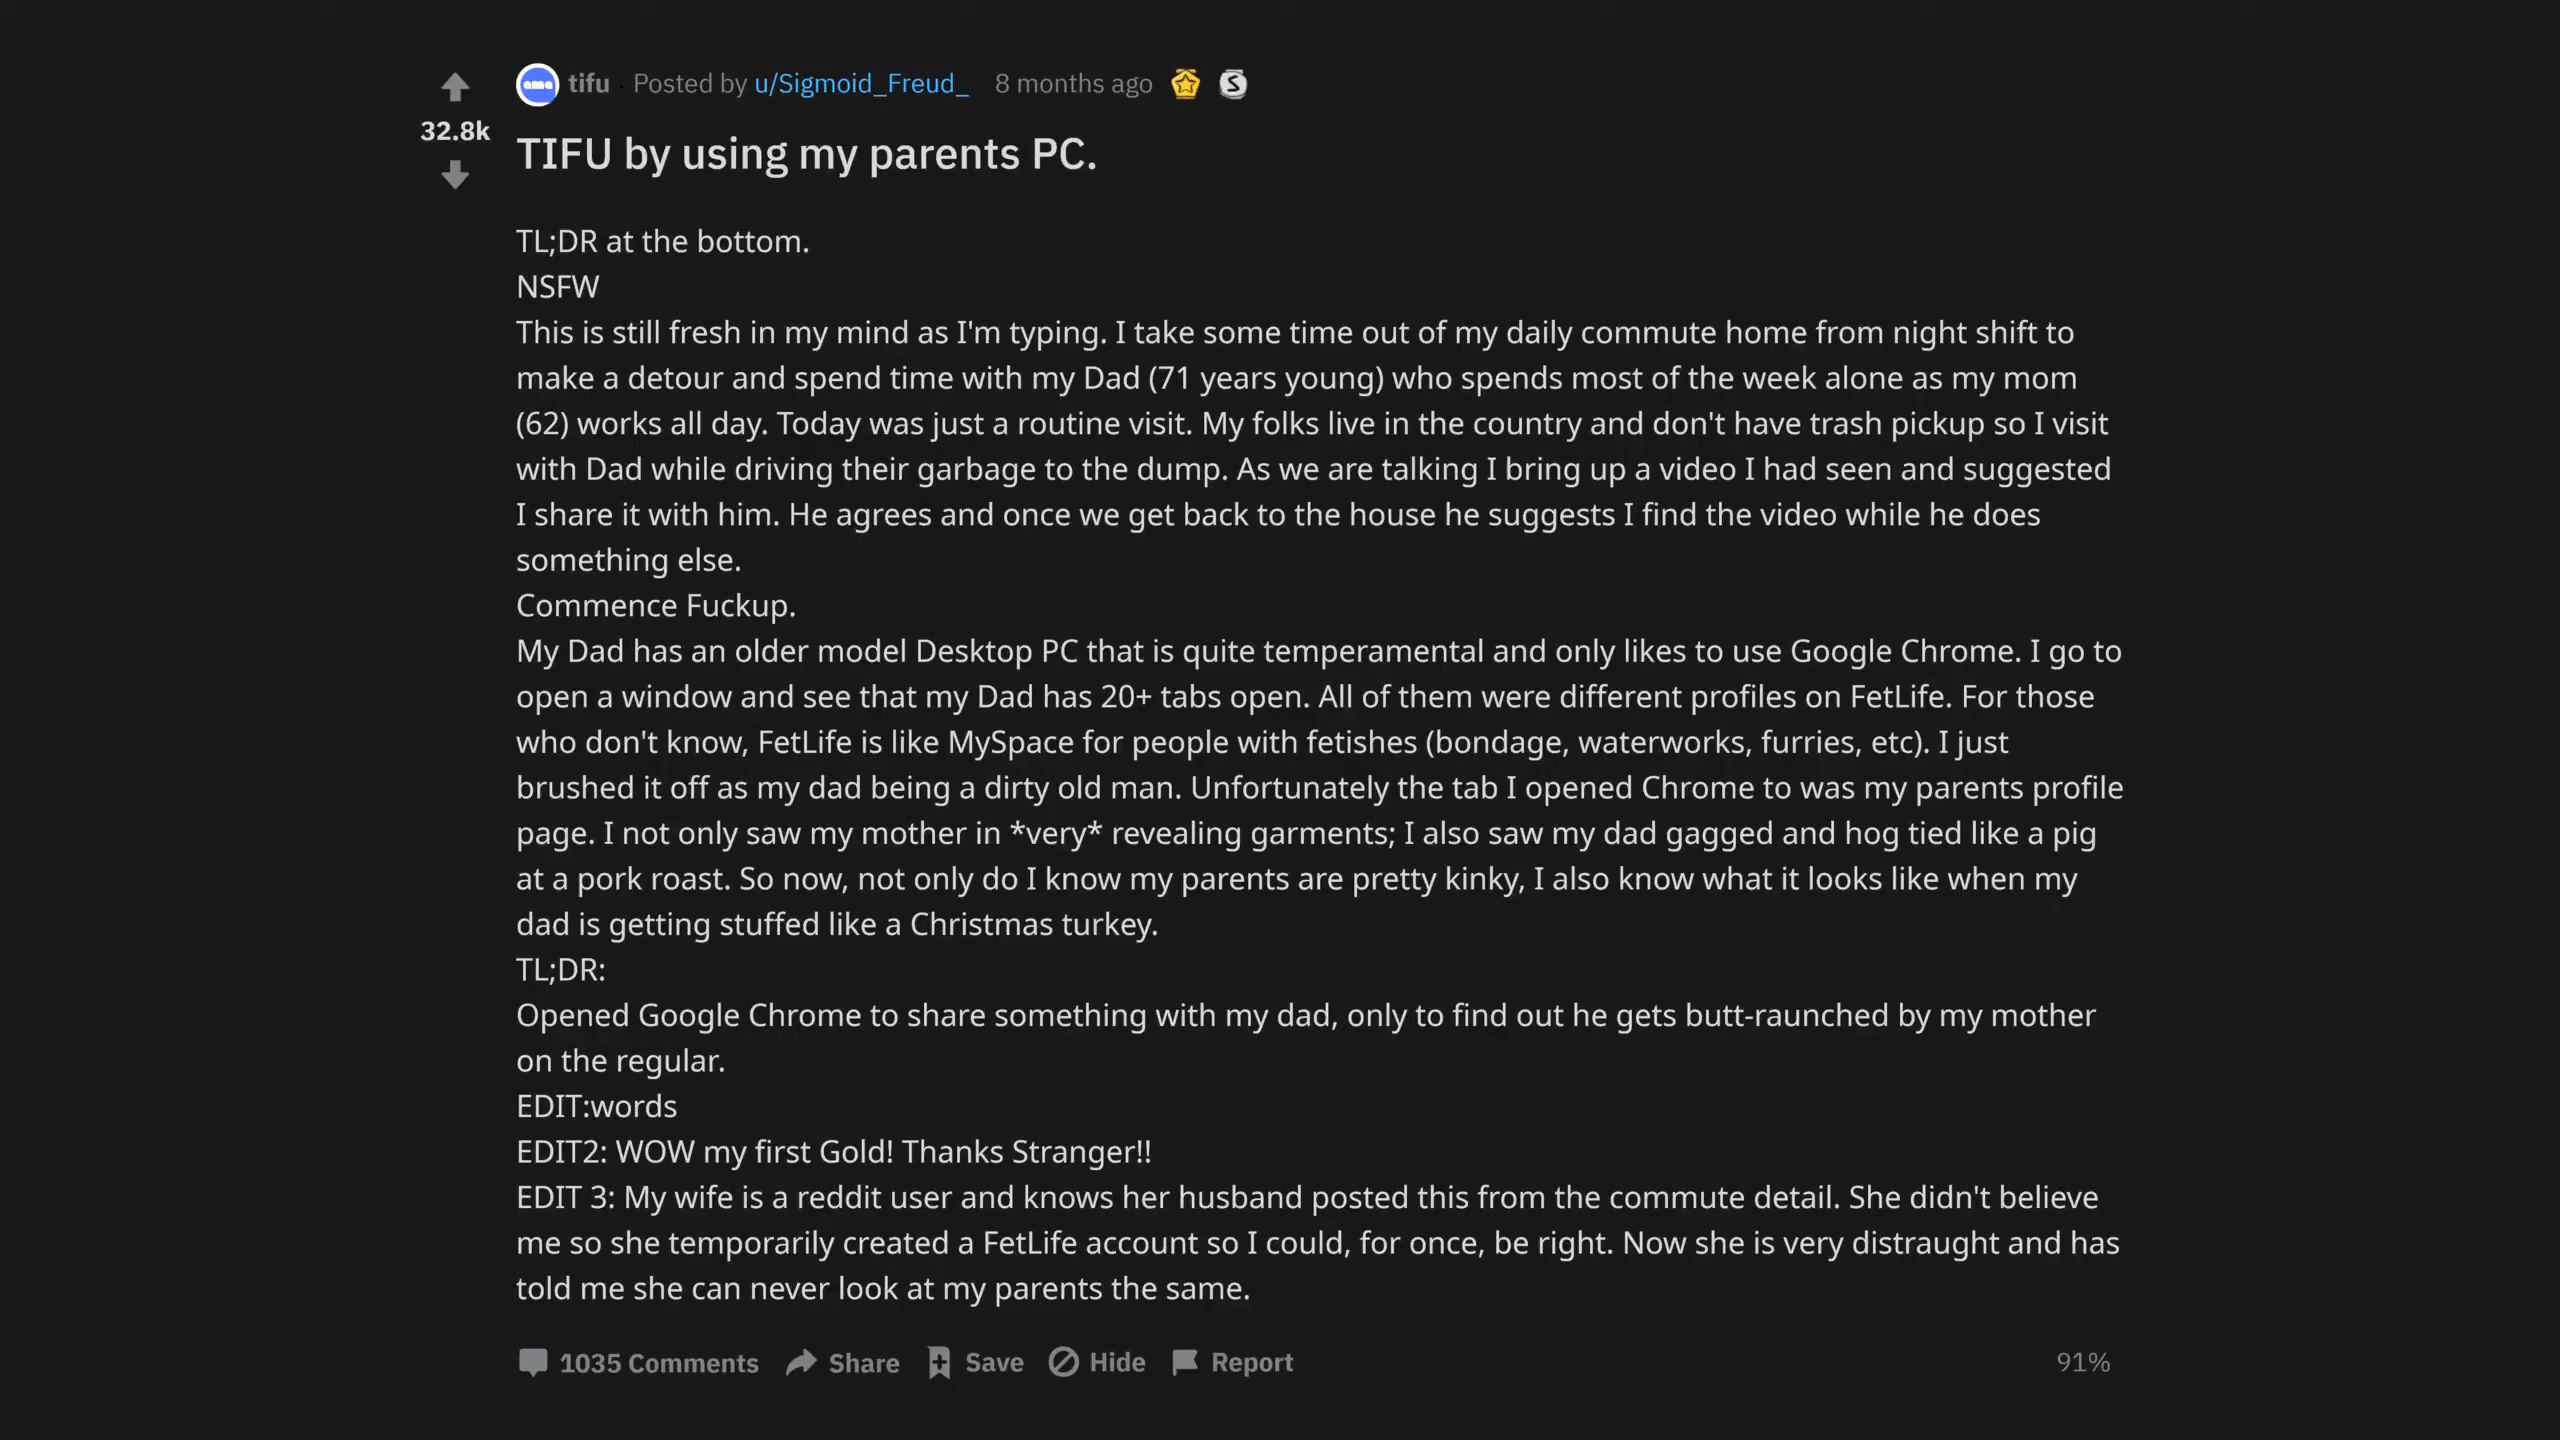 ama tifu · Posted by u/Sigmoid_Freud_ 8 months ago S
32.8k
TIFU by using my parents PC.
TL;DR at the bottom.
NSFW
This is still fresh in my mind as I'm typing. I take some time out of my daily commute home from night shift to
make a detour and spend time with my Dad (71 years young) who spends most of the week alone as my mom
(62) works all day. Today was just a routine visit. My folks live in the country and don't have trash pickup so I visit
with Dad while driving their garbage to the dump. As we are talking I bring up a video I had seen and suggested
I share it with him. He agrees and once we get back to the house he suggests I find the video while he does
something else.
Commence Fuckup.
My Dad has an older model Desktop PC that is quite temperamental and only likes to use Google Chrome. I go to
open a window and see that my Dad has 20+ tabs open. All of them were different profiles on FetLife. For those
who don't know, FetLife is like MySpace for people with fetishes (bondage, waterworks, furries, etc). I just
brushed it off as my dad being a dirty old man. Unfortunately the tab I opened Chrome to was my parents profile
page. I not only saw my mother in *very* revealing garments; I also saw my dad gagged and hog tied like a pig
at a pork roast. So now, not only do I know my parents are pretty kinky, I also know what it looks like when my
dad is getting stuffed like a Christmas turkey.
TL;DR:
Opened Google Chrome to share something with my dad, only to find out he gets butt-raunched by my mother
on the regular.
EDIT:words
EDIT2: WOW my first Gold! Thanks Stranger!!
EDIT 3: My wife is a reddit user and knows her husband posted this from the commute detail. She didn't believe
me so she temporarily created a FetLife account so I could, for once, be right. Now she is very distraught and has
told me she can never look at my parents the same.
1035 Comments Share Save Hide Report 91%